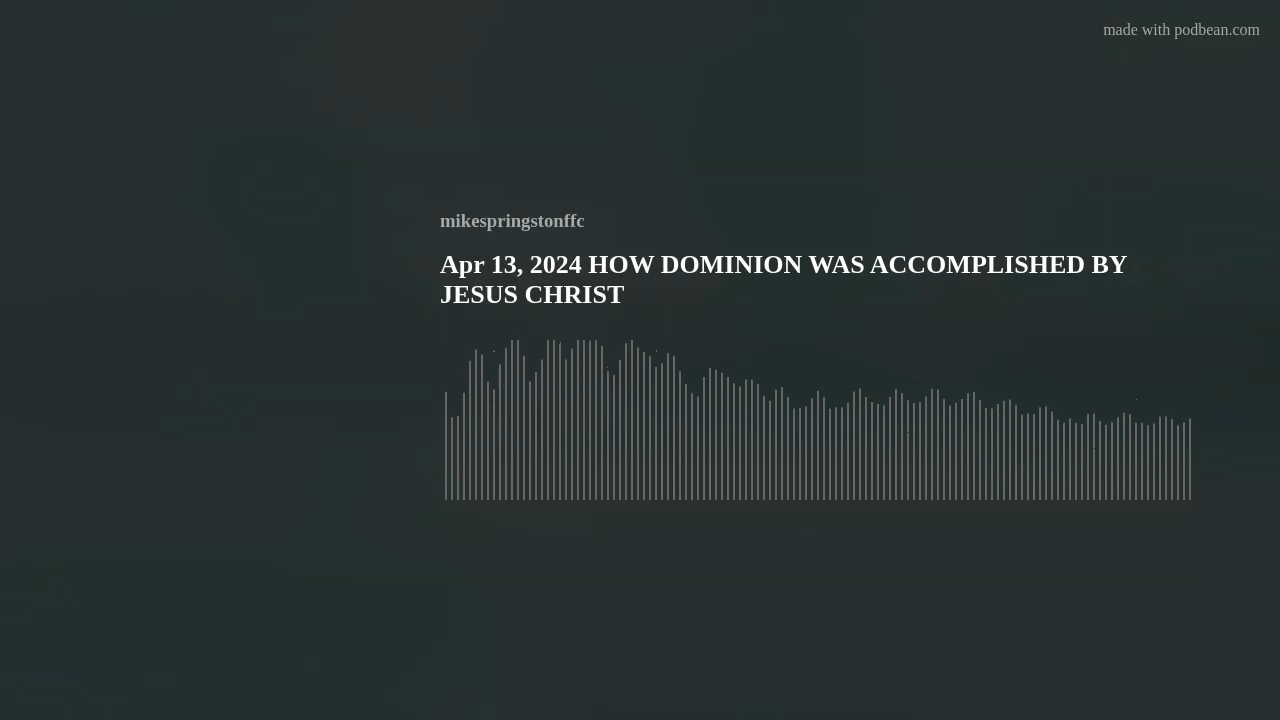 made with podbean.com
mikespringstonffc
Apr 13, 2024 HOW DOMINION WAS ACCOMPLISHED BY
JESUS CHRIST